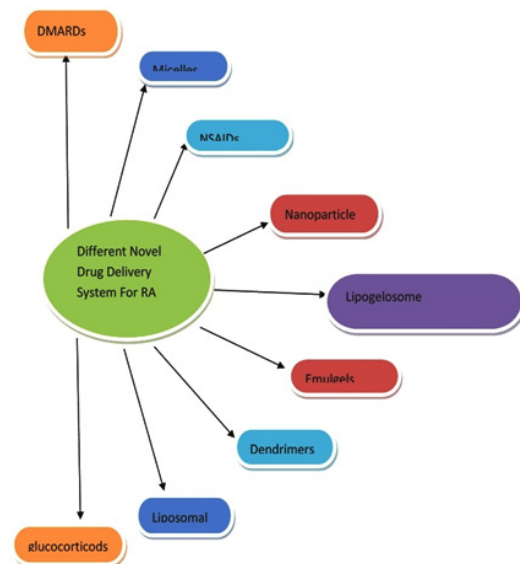 DMARDs
Micelles
NSAIDs
Nanoparticle
Different Novel
Drug Delivery
System For RA
Lipogelosome
Emulgels
Dendrimers
Liposomal
glucocorticods